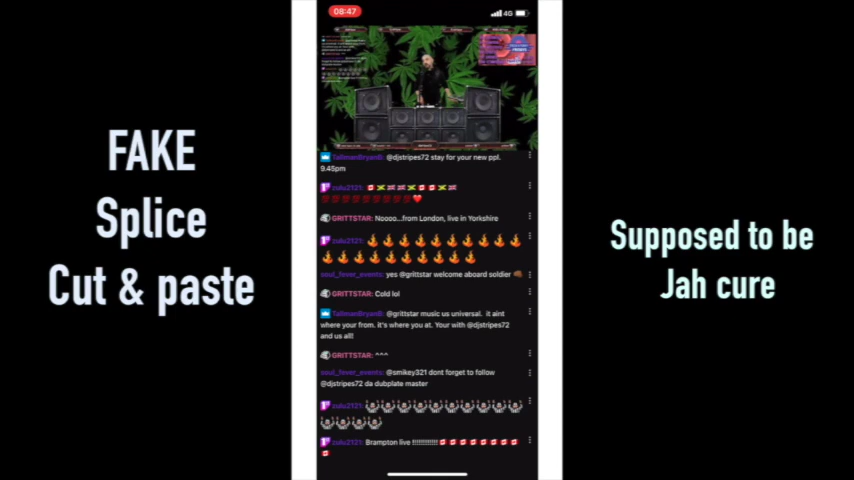 FAKE
Splice
Cut & paste
08:47
4G
TallmanBryanB: @djstripes72 stay for your new ppl.
9.45pm
zulu2121:
GRITTSTAR: Noooo...from London, live in Yorkshire
zulu2121:
soul_fever_events: yes @grittstar welcome aboard soldier
GRITTSTAR: Cold lol
TallmanBryanB: @grittstar music us universal. it aint
where your from. it's where you at. Your with @djstripes72
and us all!
GRITTSTAR: ^^^
soul_fever_events: @smikey321 dont forget to follow
@djstripes72 da dubplate master
zulu2121:
zulu2121: Brampton live !!!!!!!!!!!!!
Supposed to be
Jah cure